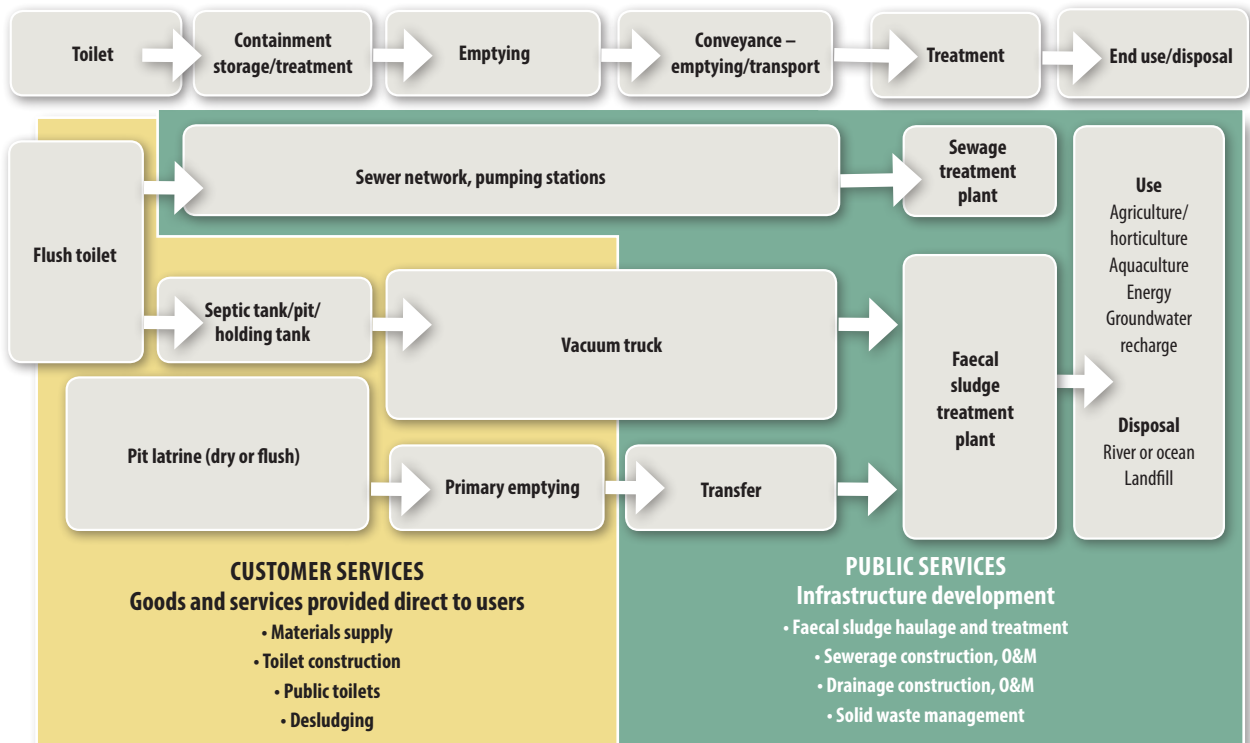 Toilet
Containment
storage/treatment
Emptying
Conveyance –
emptying/transport
Treatment
End use/disposal
Flush toilet
Sewer network, pumping stations
Sewage
treatment
plant
Use
Agriculture/
horticulture
Aquaculture
Energy
Groundwater
recharge
Septic tank/pit/
holding tank
Vacuum truck
Faecal
sludge
treatment
plant
Disposal
River or ocean
Landfill
Pit latrine (dry or flush)
Primary emptying
Transfer
CUSTOMER SERVICES
Goods and services provided direct to users
• Materials supply
• Toilet construction
• Public toilets
• Desludging
PUBLIC SERVICES
Infrastructure development
• Faecal sludge haulage and treatment
• Sewerage construction, O&M
• Drainage construction, O&M
• Solid waste management